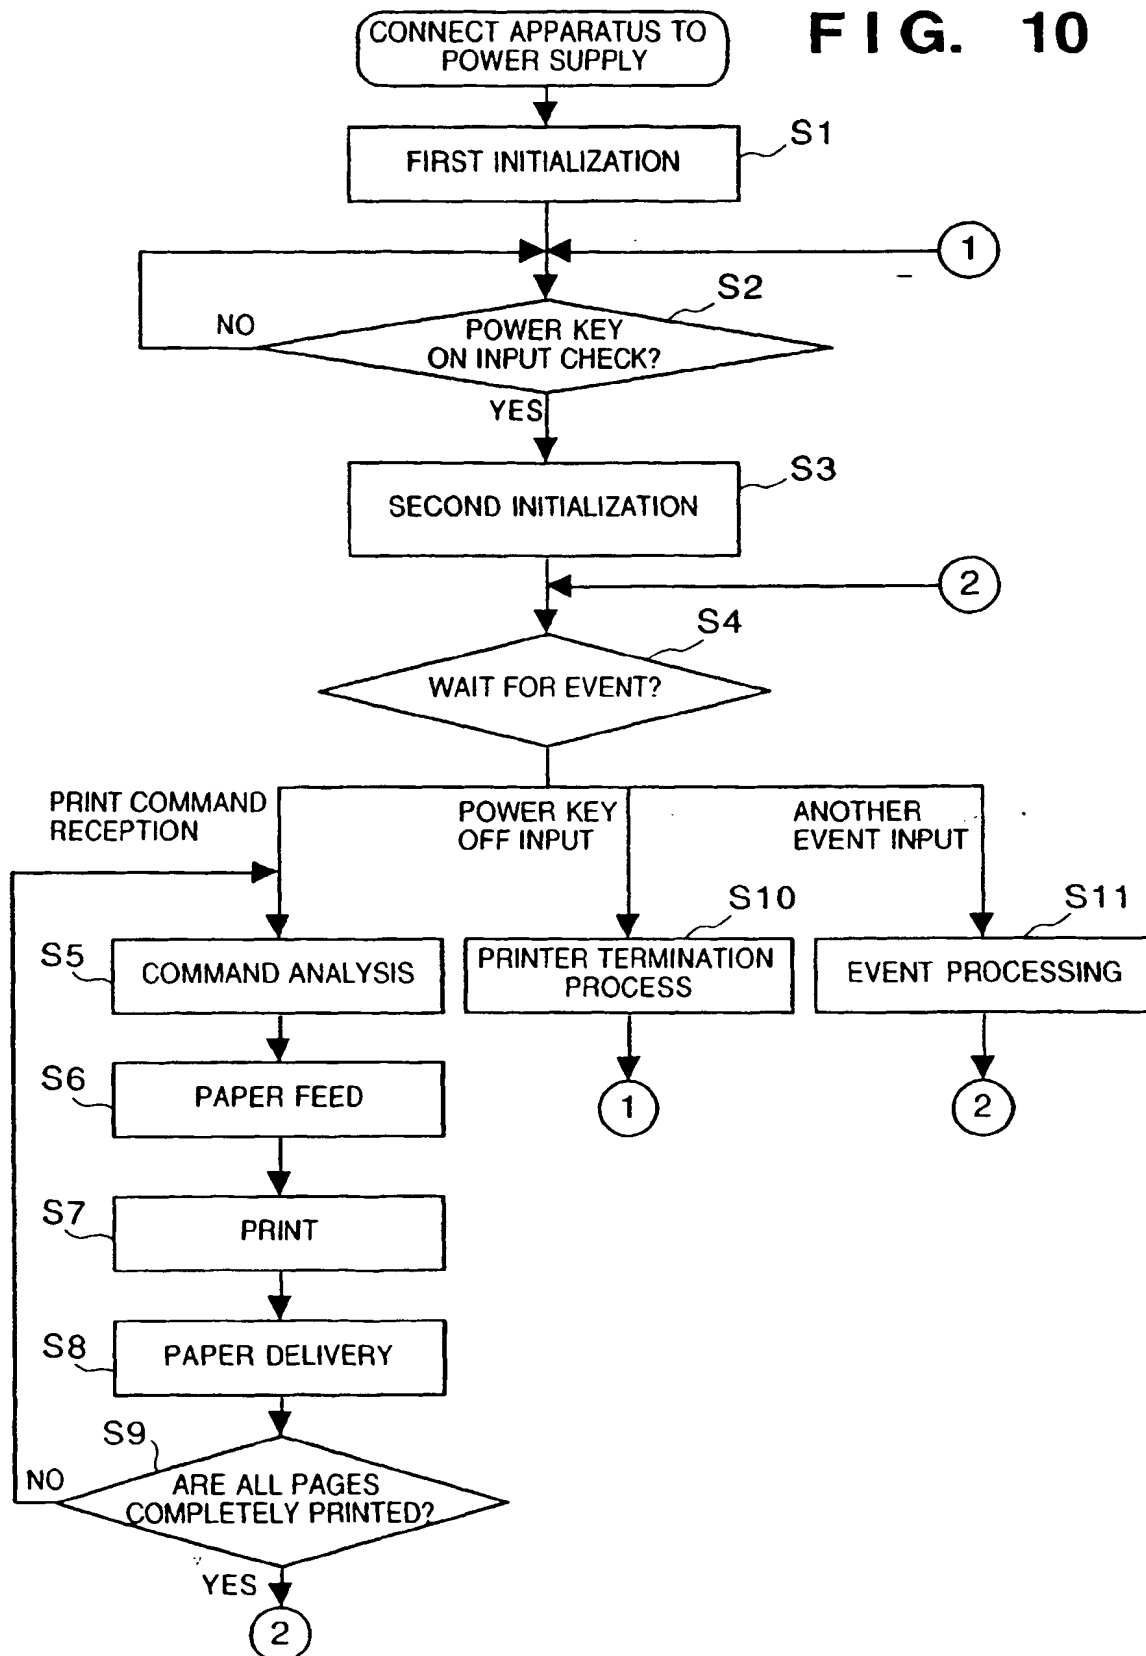 FIG. 10
CONNECT APPARATUS TO
POWER SUPPLY
S1
FIRST INITIALIZATION
1
S2
NO
POWER KEY
ON INPUT CHECK?
YES
S3
SECOND INITIALIZATION
2
S4
WAIT FOR EVENT?
PRINT COMMAND
RECEPTION
POWER KEY
OFF INPUT
ANOTHER
EVENT INPUT
S5
COMMAND ANALYSIS
S10
PRINTER TERMINATION
PROCESS
S11
EVENT PROCESSING
S6
PAPER FEED
1
2
S7
PRINT
S8
PAPER DELIVERY
S9
NO
ARE ALL PAGES
COMPLETELY PRINTED?
YES
2